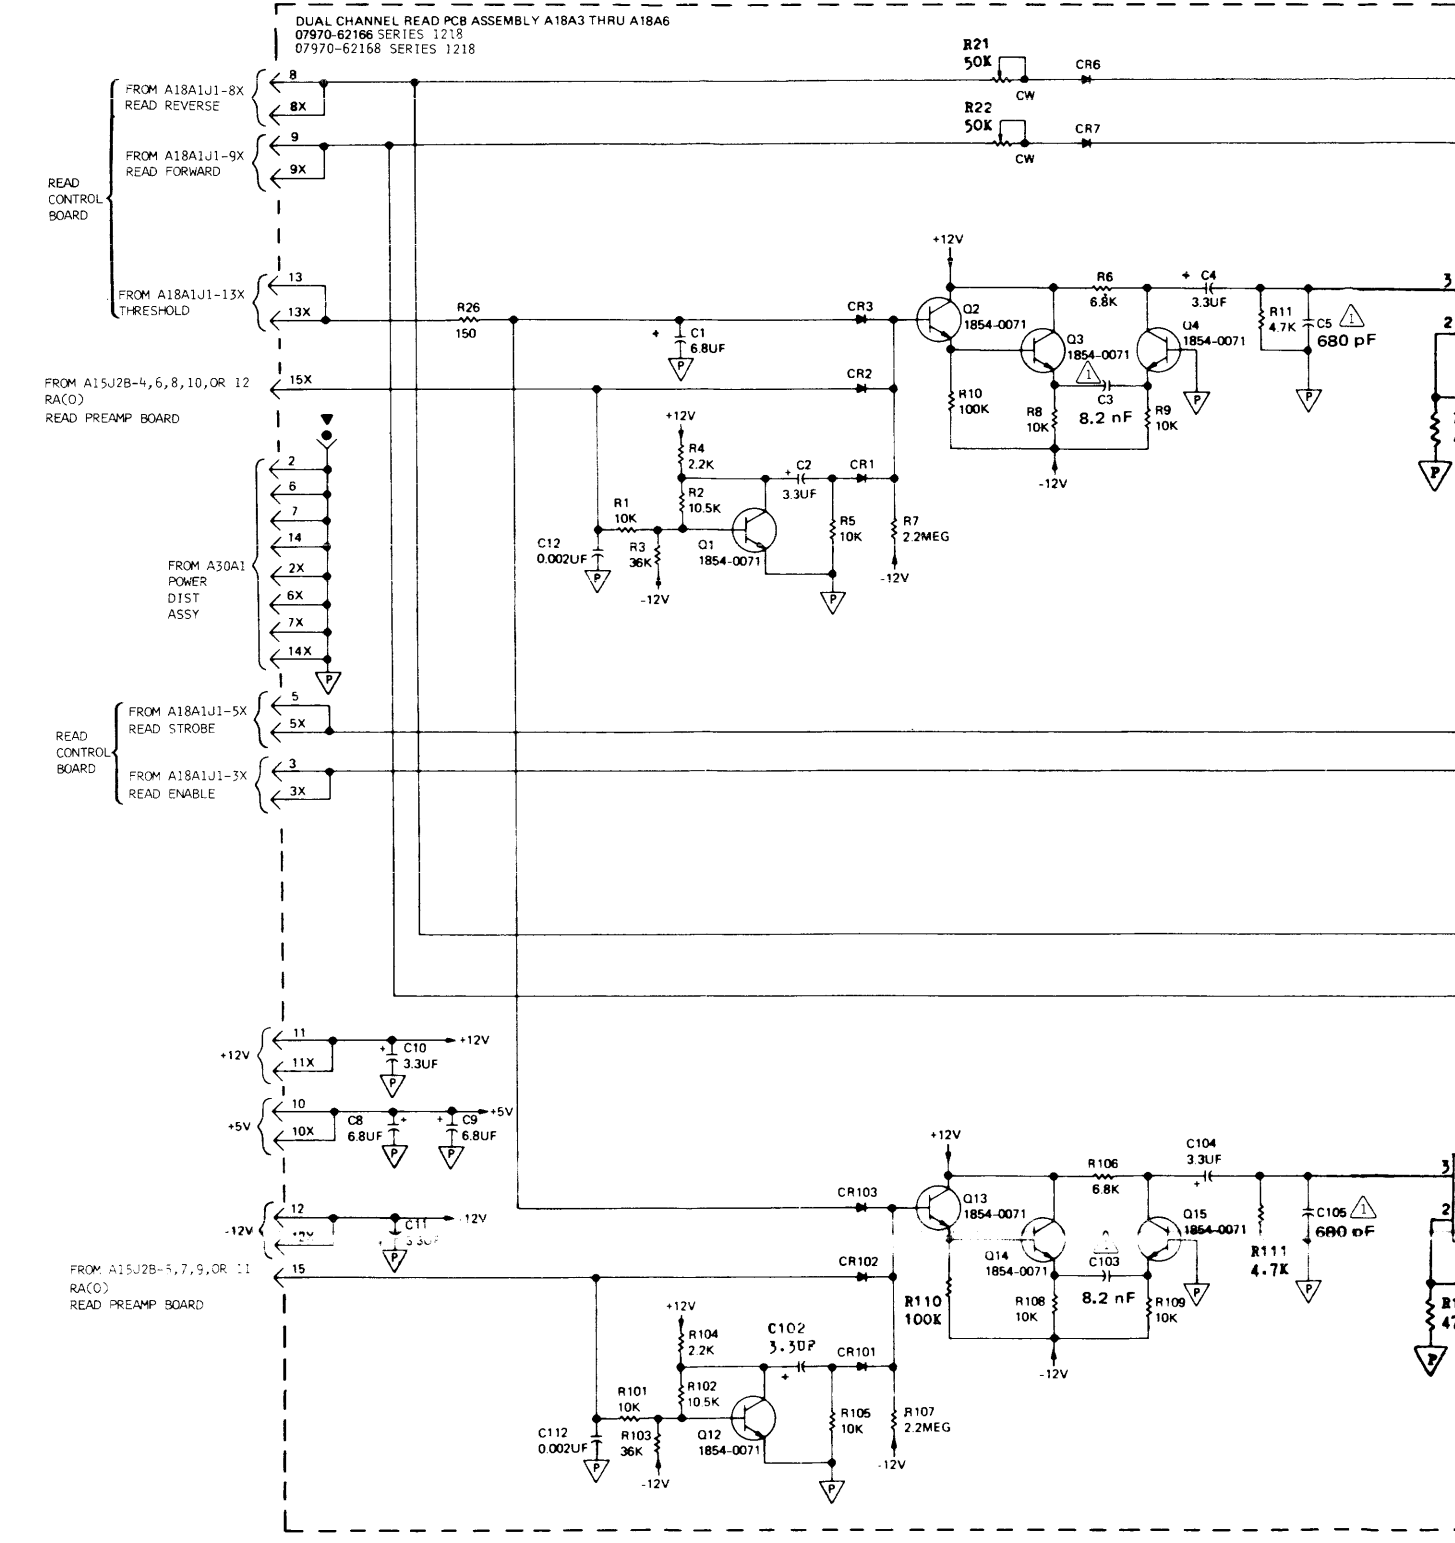 DUAL CHANNEL READ PCB ASSEMBLY A18A3 THRU A18A6
07970-62166 SERIES 1218
07970-62168 SERIES 1218
R21
50K
CW
CR6
R22
50K
CW
CR7
FROM A18A1J1-8X
READ REVERSE
8
8X
FROM A18A1J1-9X
READ FORWARD
9
9X
READ
CONTROL
BOARD
FROM A18A1J1-13X
THRESHOLD
13
13X
R26
150
+
C1
6.8UF
P
CR3
+12V
Q2
1854-0071
R6
6.8K
+
C4
3.3UF
Q3
1854-0071
Q4
1854-0071
P
R11
4.7K
C5
1
680 pF
P
3
2
P
R10
100K
1
C3
8.2 nF
R8
10K
R9
10K
-12V
FROM A15J2B-4,6,8,10,OR 12
RA(O)
READ PREAMP BOARD
15X
CR2
+12V
R4
2.2K
R2
10.5K
+
C2
3.3UF
CR1
R1
10K
C12
0.002UF
P
R3
36K
-12V
Q1
1854-0071
R5
10K
P
R7
2.2MEG
-12V
FROM A30A1
POWER
DIST
ASSY
2
6
7
14
2X
6X
7X
14X
P
READ
CONTROL
BOARD
FROM A18A1J1-5X
READ STROBE
5
5X
FROM A18A1J1-3X
READ ENABLE
3
3X
+12V
11
11X
+
C10
3.3UF
P
+12V
+5V
10
10X
C8
6.8UF
+
P
+
C9
6.8UF
P
+5V
-12V
12
12X
+
C11
3.3UF
P
-12V
FROM A15J2B-5,7,9,OR 11
RA(O)
READ PREAMP BOARD
15
CR103
+12V
Q13
1854-0071
R106
6.8K
C104
3.3UF
+
Q14
1854-0071
Q15
1854-0071
P
R111
4.7K
C105
1
680 pF
P
3
2
P
CR102
R110
100K
C103
8.2 nF
R108
10K
R109
10K
-12V
+12V
R104
2.2K
R102
10.5K
C102
3.3UF
+
CR101
R101
10K
C112
0.002UF
P
R103
36K
-12V
Q12
1854-0071
R105
10K
P
R107
2.2MEG
-12V